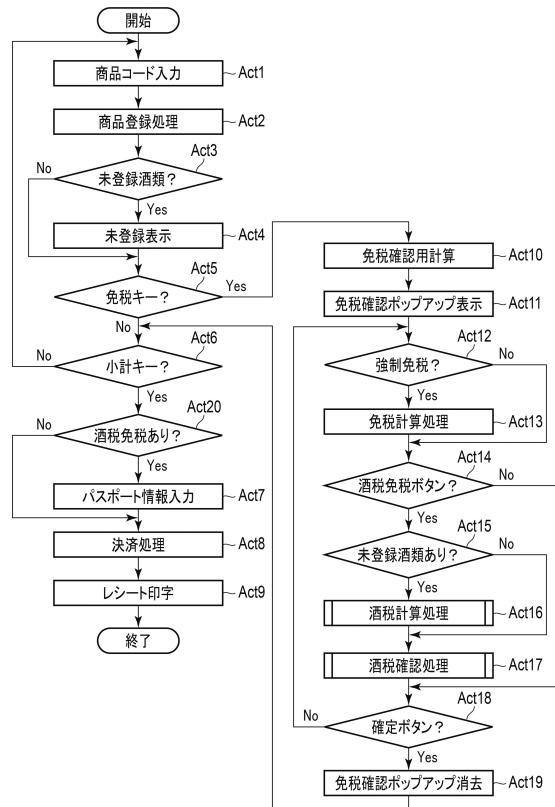 開始
商品コード入力
Act1
商品登録処理
Act2
Act3
No
未登録酒類?
Yes
未登録表示
Act4
Act5
免税キー?
Yes
No
Act6
No
小計キー?
Yes
Act20
No
酒税免税あり?
Yes
パスポート情報入力
Act7
決済処理
Act8
レシート印字
Act9
終了
免税確認用計算
Act10
免税確認ポップアップ表示
Act11
Act12
強制免税?
No
Yes
免税計算処理
Act13
Act14
酒税免税ボタン?
No
Yes
Act15
未登録酒類あり?
No
Yes
酒税計算処理
Act16
酒税確認処理
Act17
Act18
No
確定ボタン?
Yes
免税確認ポップアップ消去
Act19